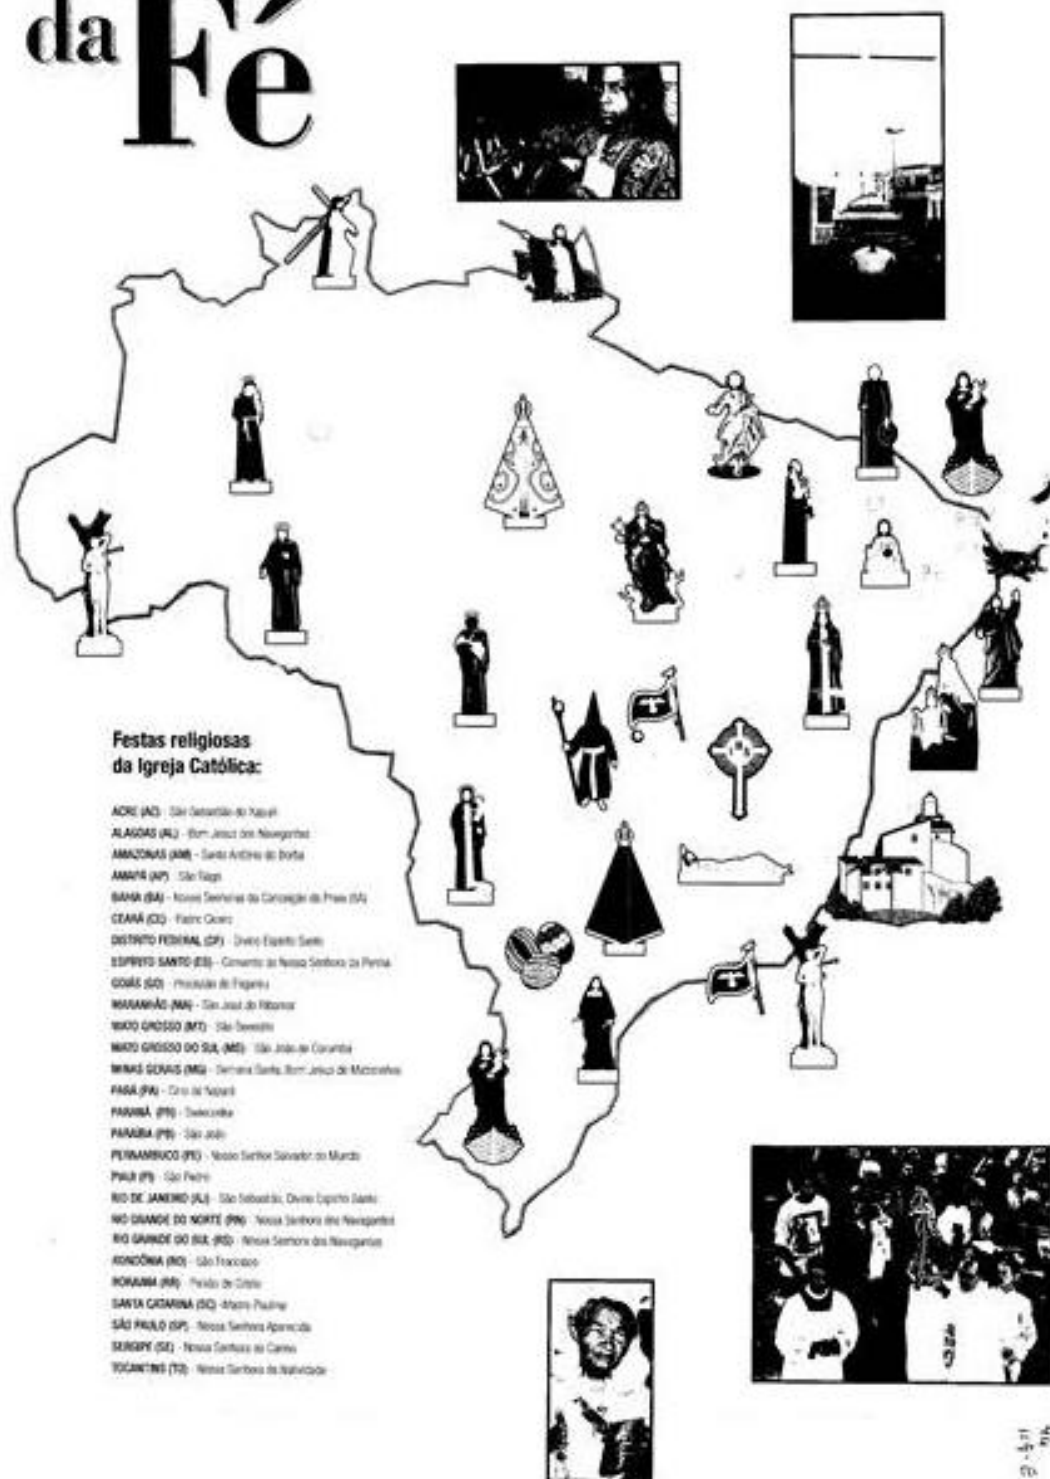 da Fé
Festas religiosas
da Igreja Católica:
ACRE (AC) - São Sebastião do Xapuri
ALAGOAS (AL) - Bom Jesus dos Navegantes
AMAZONAS (AM) - Santo Antônio do Borba
AMAPÁ (AP) - São Tiago
BAHIA (BA) - Nossa Senhora da Conceição da Praia (BA)
CEARÁ (CE) - Padre Cícero
DISTRITO FEDERAL (DF) - Divino Espírito Santo
ESPÍRITO SANTO (ES) - Convento de Nossa Senhora da Penha
GOIÁS (GO) - Procissão do Fogaréu
MARANHÃO (MA) - São José de Ribamar
MATO GROSSO (MT) - São Benedito
MATO GROSSO DO SUL (MS) - São João de Corumbá
MINAS GERAIS (MG) - Semana Santa, Bom Jesus de Matosinhos
PARÁ (PA) - Círio de Nazaré
PARANÁ (PR)
PARAÍBA (PB) - São João
PERNAMBUCO (PE) - Nosso Senhor Salvador do Mundo
PIAUÍ (PI) - São Pedro
RIO DE JANEIRO (RJ) - São Sebastião, Divino Espírito Santo
RIO GRANDE DO NORTE (RN) - Nossa Senhora dos Navegantes
RIO GRANDE DO SUL (RS) - Nossa Senhora dos Navegantes
RONDÔNIA (RO) - São Francisco
RORAIMA (RR) - Paixão de Cristo
SANTA CATARINA (SC) - Madre Paulina
SÃO PAULO (SP) - Nossa Senhora Aparecida
SERGIPE (SE) - Nossa Senhora do Carmo
TOCANTINS (TO) - Nossa Senhora da Natividade